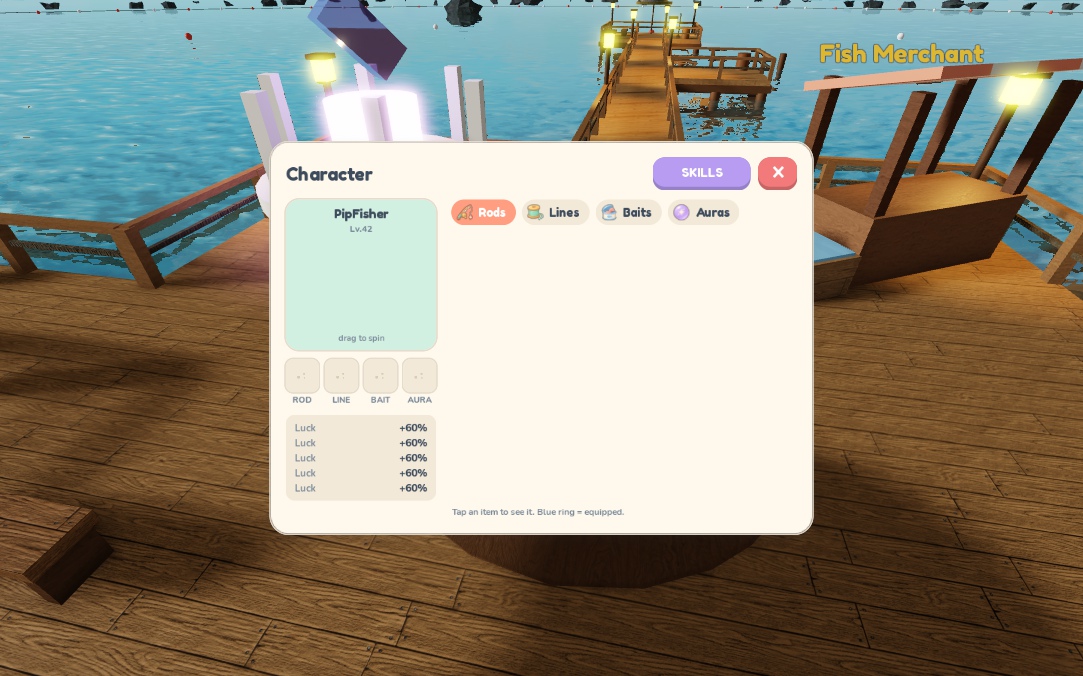 Fish Merchant
Character
SKILLS
X
PipFisher
Lv.42
Rods
Lines
Baits
Auras
drag to spin
ROD
LINE
BAIT
AURA
Luck +60%
Luck +60%
Luck +60%
Luck +60%
Luck +60%
Tap an item to see it. Blue ring = equipped.